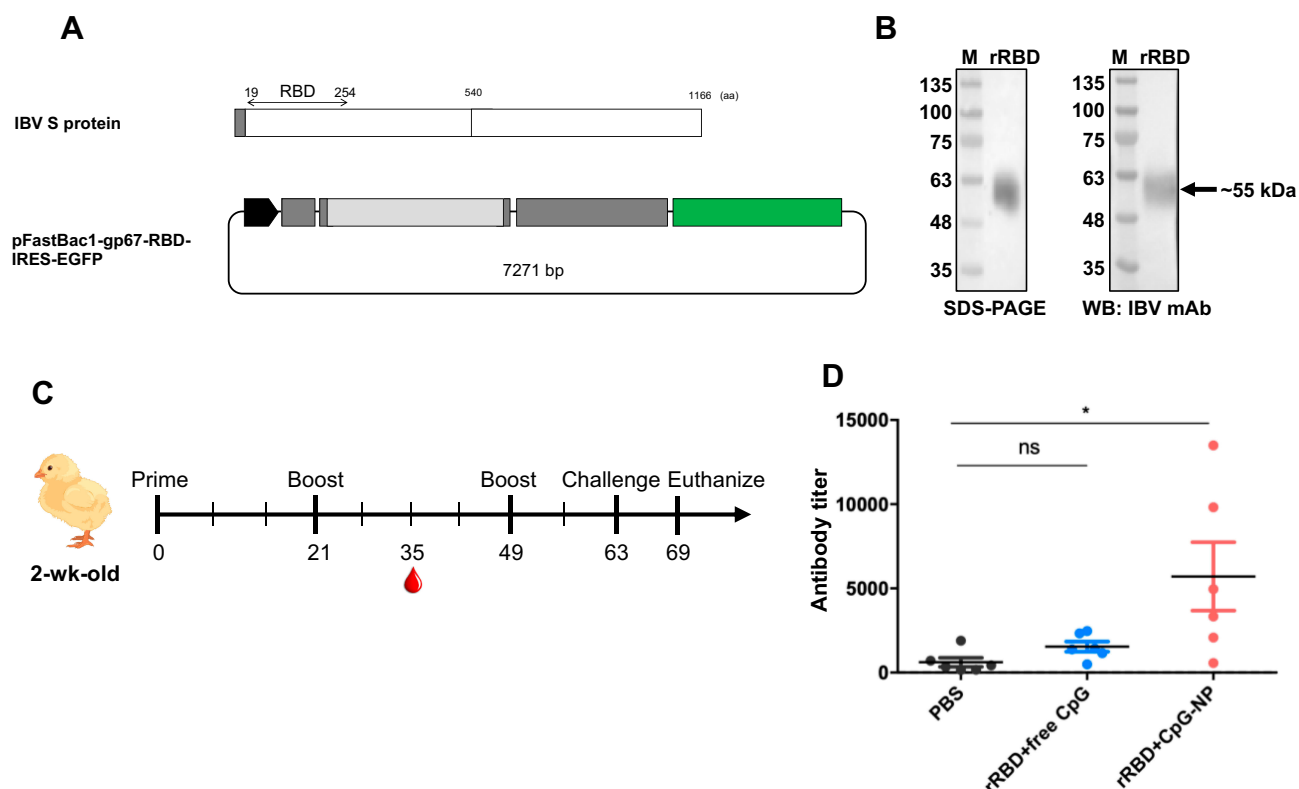 A
19 RBD 254 540 1166 (aa)
IBV S protein
pFastBac1-gp67-RBD-
IRES-EGFP
7271 bp
B
M rRBD
135
100
75
63
48
35
SDS-PAGE
M rRBD
135
100
75
63
48
35
~55 kDa
WB: IBV mAb
C
2-wk-old
Prime Boost Boost Challenge Euthanize
0 21 35 49 63 69
D
Antibody titer
15000
10000
5000
0
*
ns
PBS
rRBD+free CpG
rRBD+CpG-NP